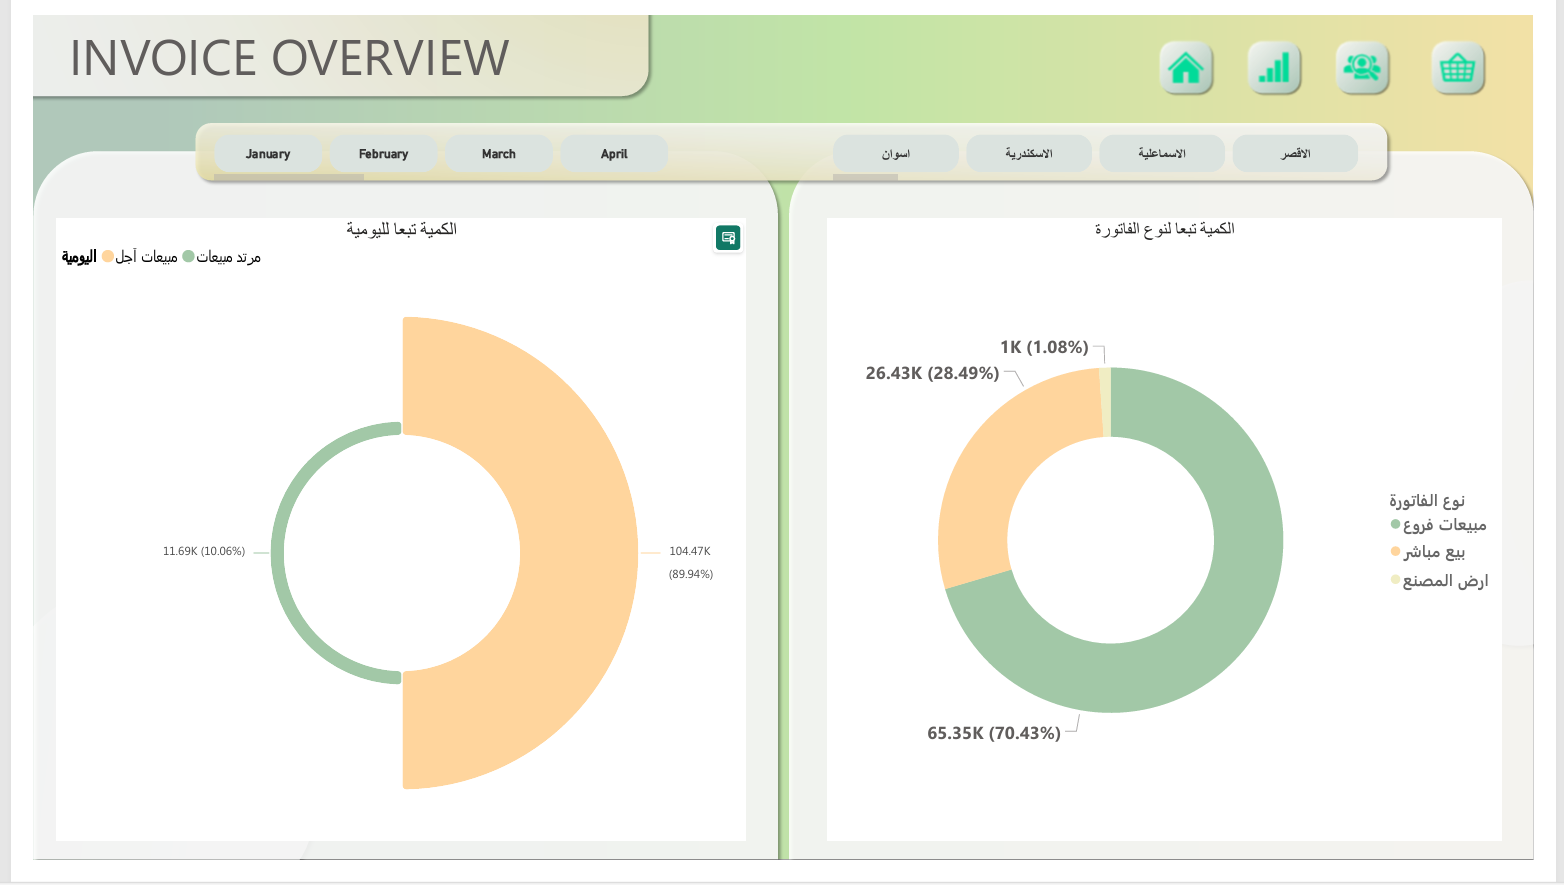 INVOICE OVERVIEW
January
February
March
April
اسوان
الاسكندرية
الاسماعلية
الاقصر
الكمية تبعا لليومية
اليومية مبيعات آجل مرتد مبيعات
11.69K (10.06%)
104.47K
(89.94%)
الكمية تبعا لنوع الفاتورة
1K (1.08%)
26.43K (28.49%)
65.35K (70.43%)
نوع الفاتورة
مبيعات فروع
بيع مباشر
ارض المصنع